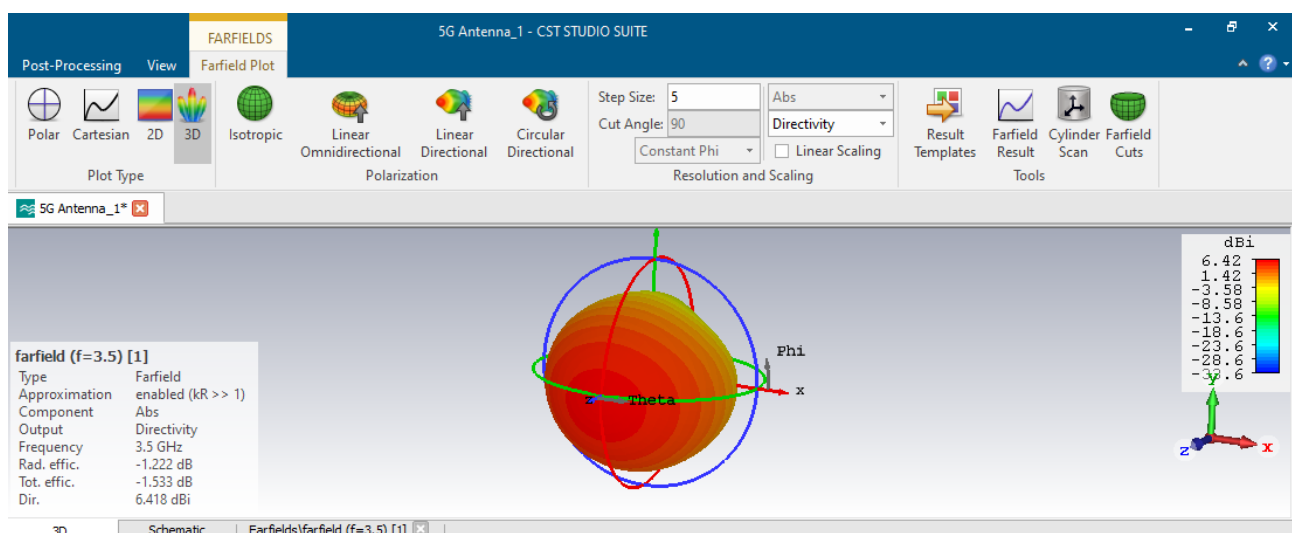 FARFIELDS
5G Antenna_1 - CST STUDIO SUITE
Post-Processing View Farfield Plot
Polar Cartesian 2D 3D
Plot Type
Isotropic Linear Omnidirectional Linear Directional Circular Directional
Polarization
Step Size: 5 Abs
Cut Angle: 90 Directivity
Constant Phi Linear Scaling
Resolution and Scaling
Result Templates Farfield Result Cylinder Scan Farfield Cuts
Tools
5G Antenna_1*
dBi
6.42
1.42
-3.58
-8.58
-13.6
-18.6
-23.6
-28.6
-33.6
Phi
x
z Theta
y
z x
farfield (f=3.5) [1]
Type Farfield
Approximation enabled (kR >> 1)
Component Abs
Output Directivity
Frequency 3.5 GHz
Rad. effic. -1.222 dB
Tot. effic. -1.533 dB
Dir. 6.418 dBi
3D Schematic Farfields\farfield (f=3.5) [1]